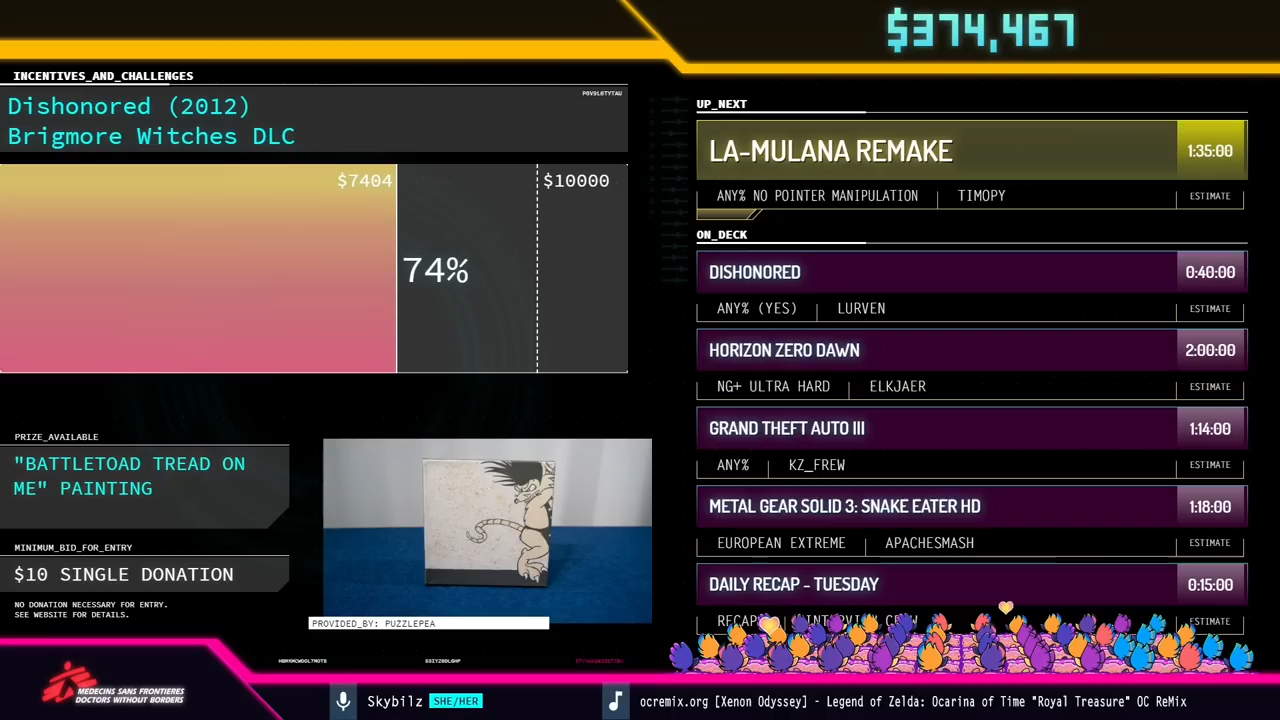 $374,467
INCENTIVES_AND_CHALLENGES
Dishonored (2012)
Brigmore Witches DLC
$7404
$10000
74%
PRIZE_AVAILABLE
"BATTLETOAD TREAD ON
ME" PAINTING
MINIMUM_BID_FOR_ENTRY
$10 SINGLE DONATION
NO DONATION NECESSARY FOR ENTRY.
SEE WEBSITE FOR DETAILS.
PROVIDED_BY: PUZZLEPEA
UP_NEXT
LA-MULANA REMAKE 1:35:00
ANY% NO POINTER MANIPULATION TIMOPY ESTIMATE
ON_DECK
DISHONORED 0:40:00
ANY% (YES) LURVEN ESTIMATE
HORIZON ZERO DAWN 2:00:00
NG+ ULTRA HARD ELKJAER ESTIMATE
GRAND THEFT AUTO III 1:14:00
ANY% KZ_FREW ESTIMATE
METAL GEAR SOLID 3: SNAKE EATER HD 1:18:00
EUROPEAN EXTREME APACHESMASH ESTIMATE
DAILY RECAP - TUESDAY 0:15:00
ESTIMATE
MEDECINS SANS FRONTIERES
DOCTORS WITHOUT BORDERS
Skybilz SHE/HER
ocremix.org [Xenon Odyssey] - Legend of Zelda: Ocarina of Time "Royal Treasure" OC ReMix